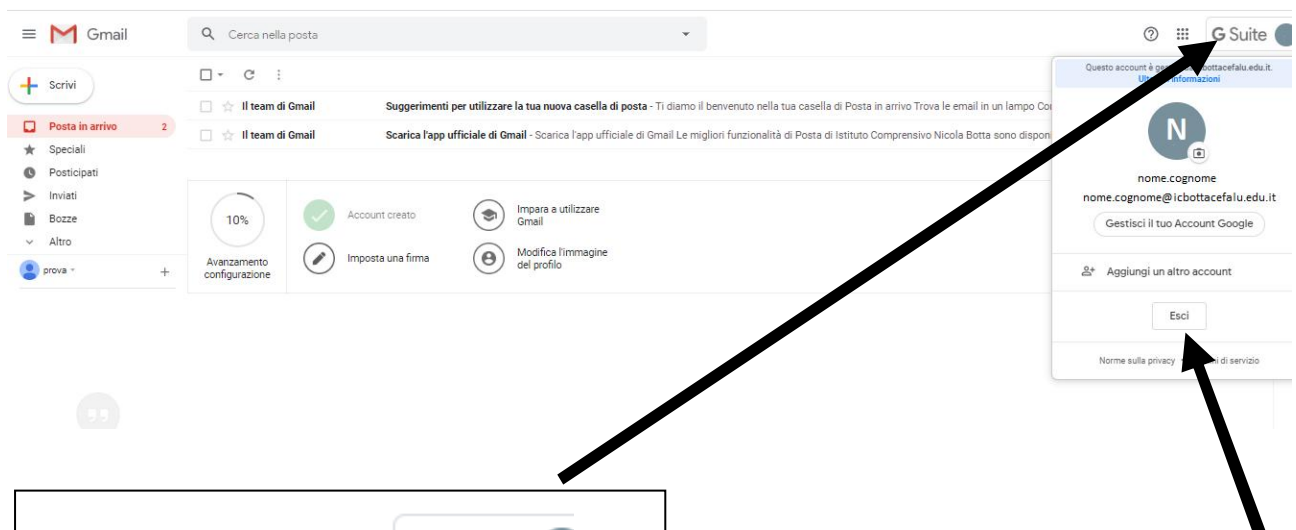 Gmail
Cerca nella posta
G Suite
Scrivi
Posta in arrivo 2
Speciali
Posticipati
Inviati
Bozze
Altro
prova
Il team di Gmail Suggerimenti per utilizzare la tua nuova casella di posta - Ti diamo il benvenuto nella tua casella di Posta in arrivo Trova le email in un lampo
Il team di Gmail Scarica l'app ufficiale di Gmail - Scarica l'app ufficiale di Gmail Le migliori funzionalità di Posta di Istituto Comprensivo Nicola Botta sono
10%
Avanzamento
configurazione
Account creato
Imposta una firma
Impara a utilizzare
Gmail
Modifica l'immagine
del profilo
Questo account è
N
nome.cognome
nome.cognome@icbottacefalu.edu.it
Gestisci il tuo Account Google
Aggiungi un altro account
Esci
Norme sulla privacy di servizio